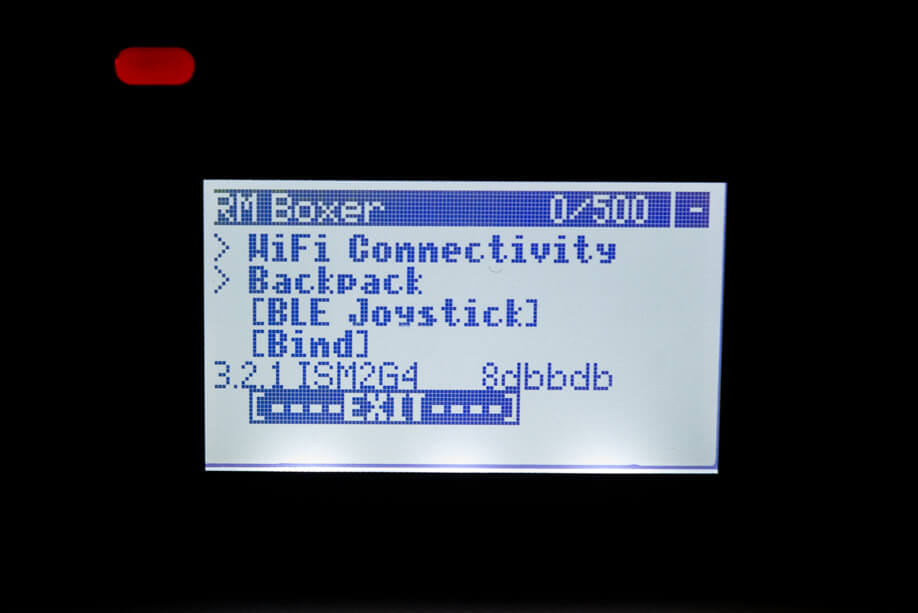 RM Boxer 0/500 -
> WiFi Connectivity
> Backpack
[BLE Joystick]
[Bind]
3.2.1 ISM2G4 8dbbdb
[----EXIT----]